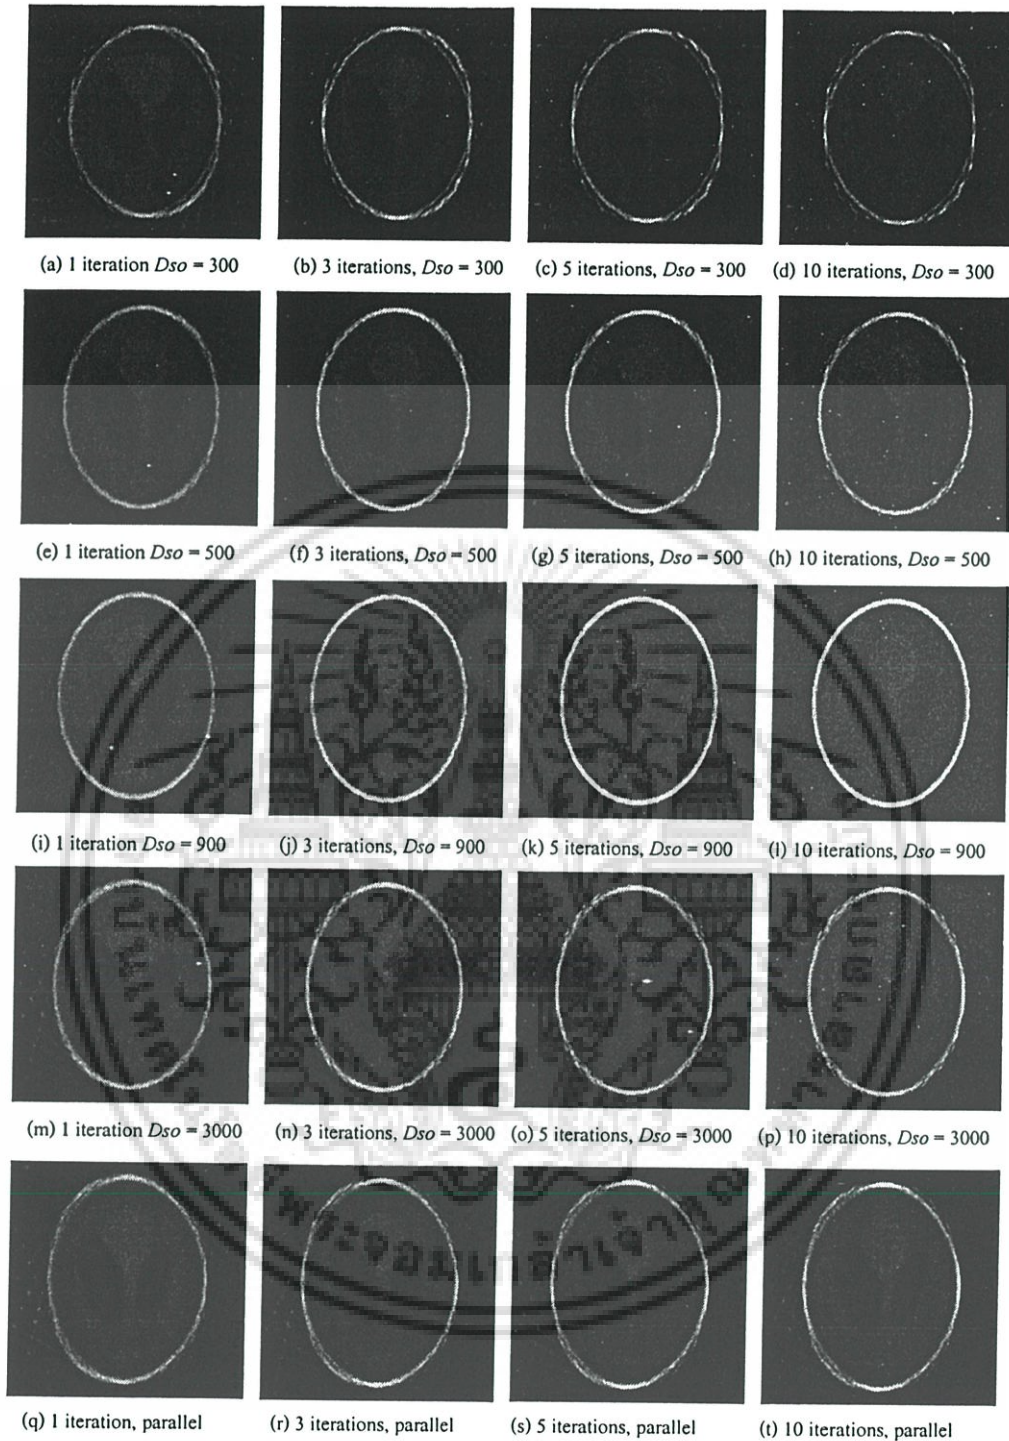 (a) 1 iteration Dso = 300
(b) 3 iterations, Dso = 300
(c) 5 iterations, Dso = 300
(d) 10 iterations, Dso = 300
(e) 1 iteration Dso = 500
(f) 3 iterations, Dso = 500
(g) 5 iterations, Dso = 500
(h) 10 iterations, Dso = 500
(i) 1 iteration Dso = 900
(j) 3 iterations, Dso = 900
(k) 5 iterations, Dso = 900
(l) 10 iterations, Dso = 900
(m) 1 iteration Dso = 3000
(n) 3 iterations, Dso = 3000
(o) 5 iterations, Dso = 3000
(p) 10 iterations, Dso = 3000
(q) 1 iteration, parallel
(r) 3 iterations, parallel
(s) 5 iterations, parallel
(t) 10 iterations, parallel